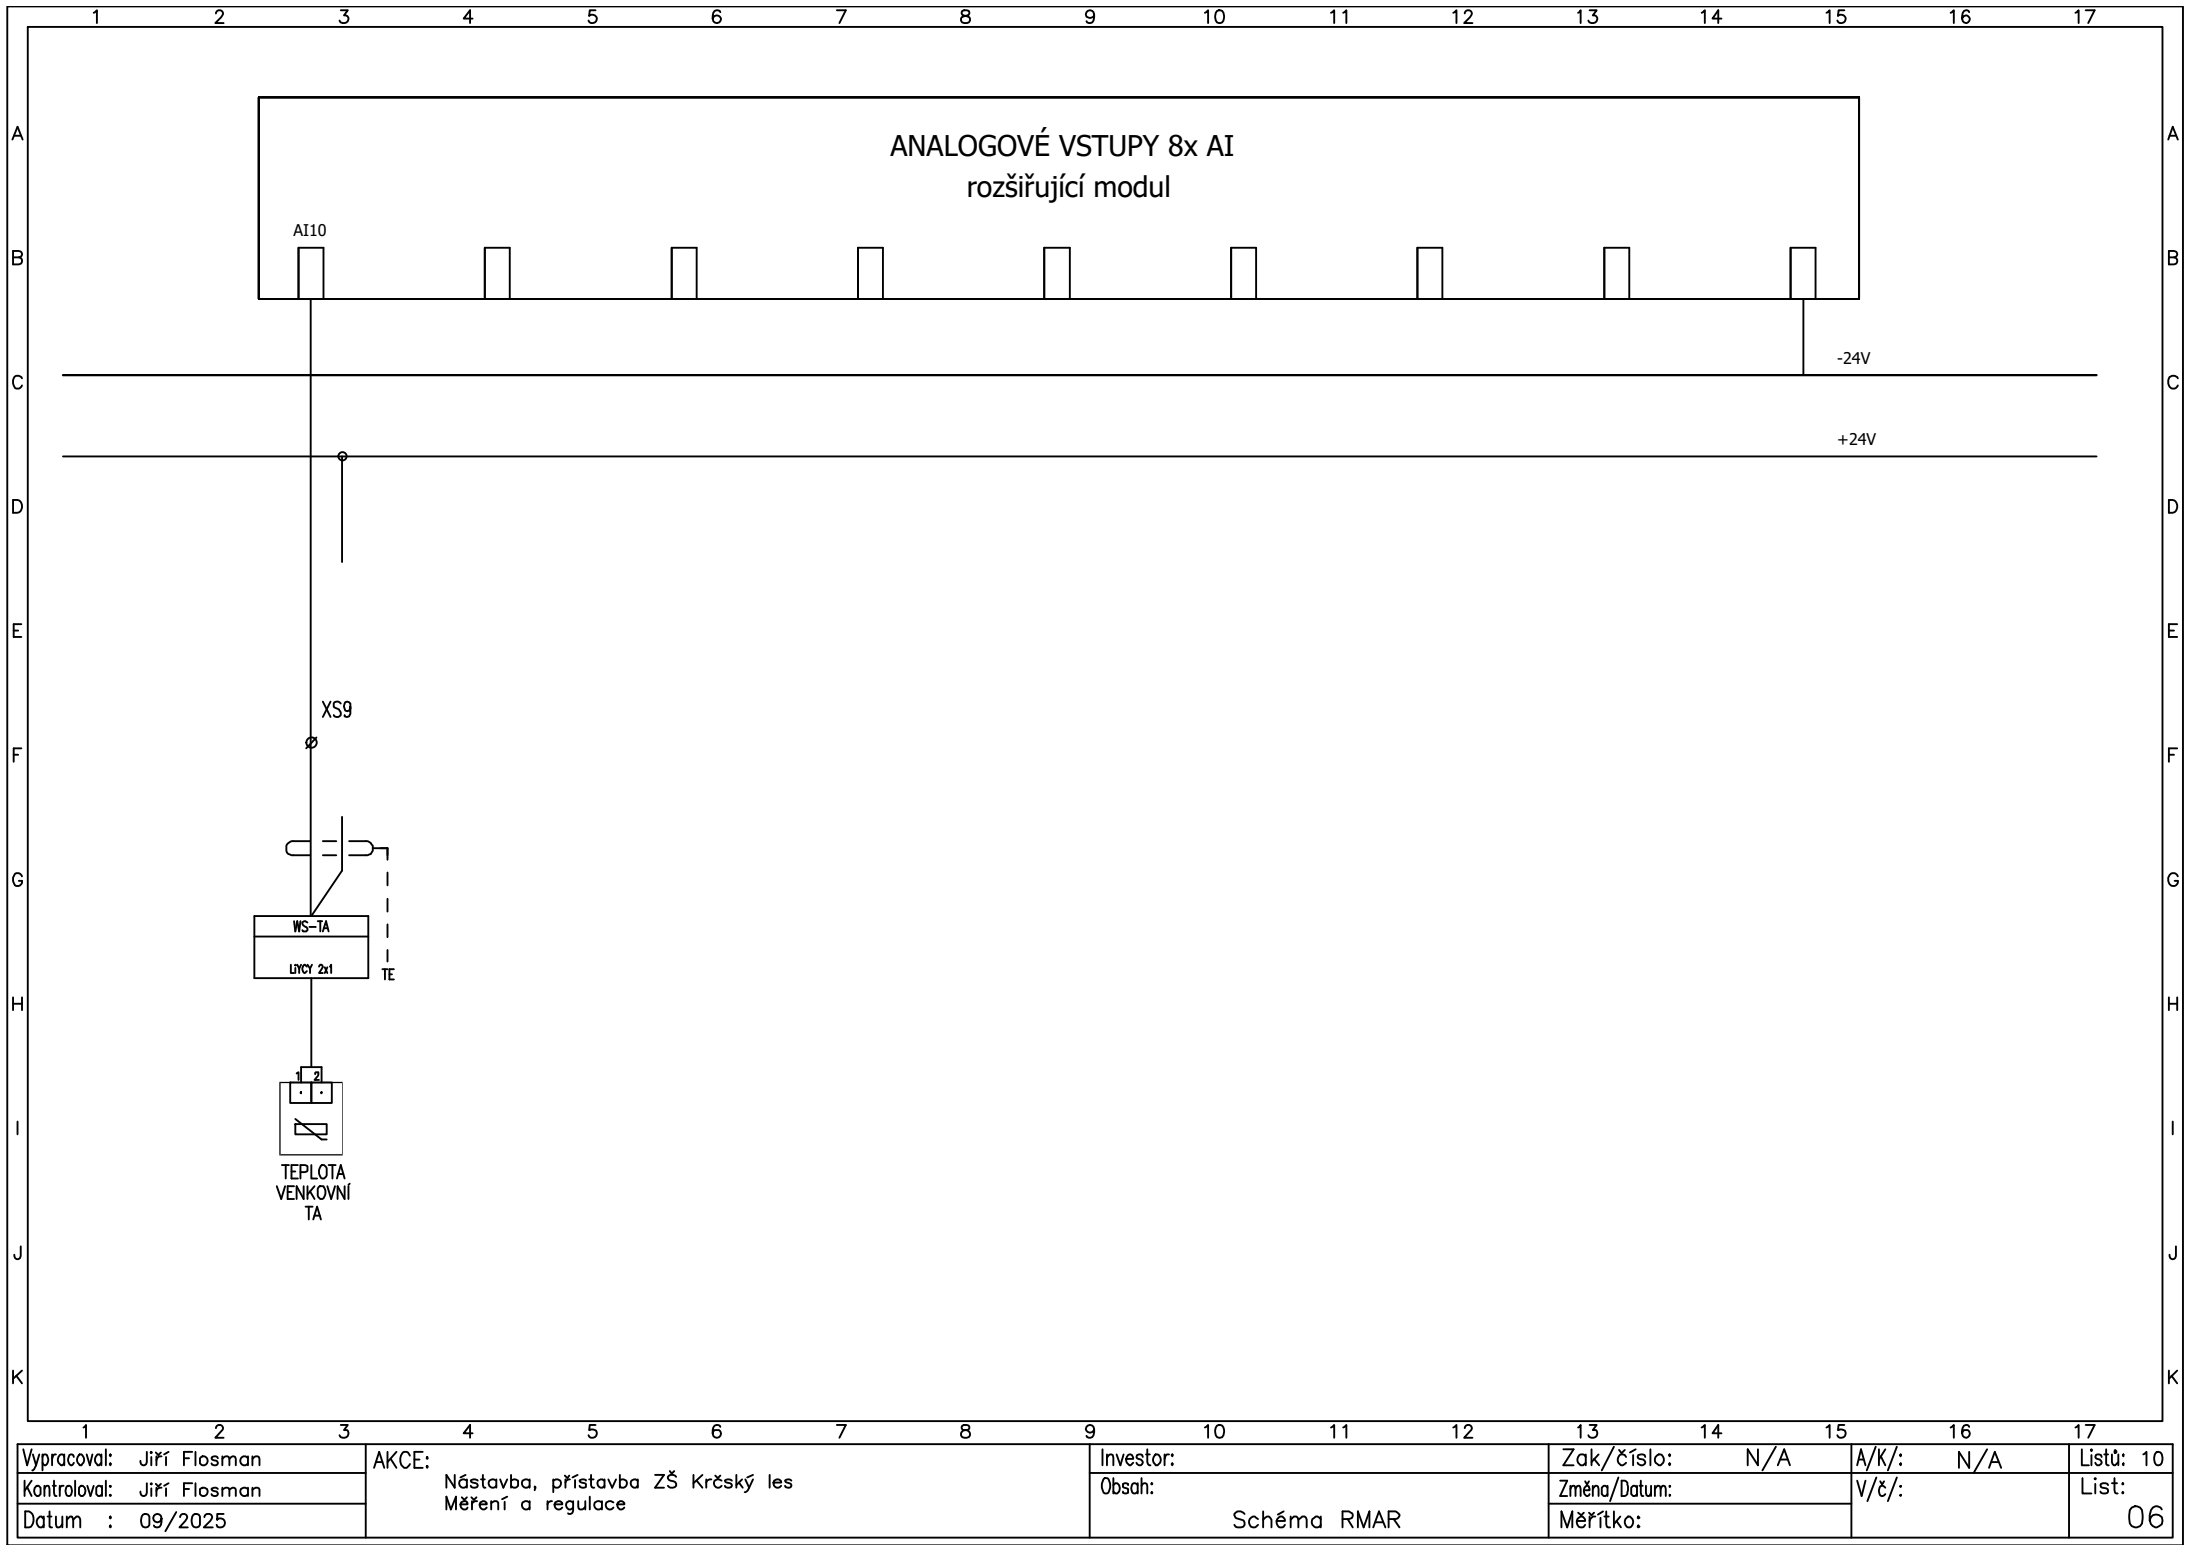 1 2 3 4 5 6 7 8 9 10 11 12 13 14 15 16 17
A A
ANALOGOVÉ VSTUPY 8x AI
rozšiřující modul
AI10
B B
-24V
C C
+24V
D D
E E
XS9
F F
G G
WS-TA
LiYCY 2x1
TE
H H
1 2
I I
TEPLOTA
VENKOVNÍ
TA
J J
K K
1 2 3 4 5 6 7 8 9 10 11 12 13 14 15 16 17
Vypracoval: Jiří Flosman
Kontroloval: Jiří Flosman
Datum : 09/2025
AKCE:
Nástavba, přístavba ZŠ Krčský les
Měření a regulace
Investor:
Obsah:
Schéma RMAR
Zak/číslo: N/A
Změna/Datum:
Měřítko:
A/K/: N/A
V/č/:
Listů: 10
List:
06